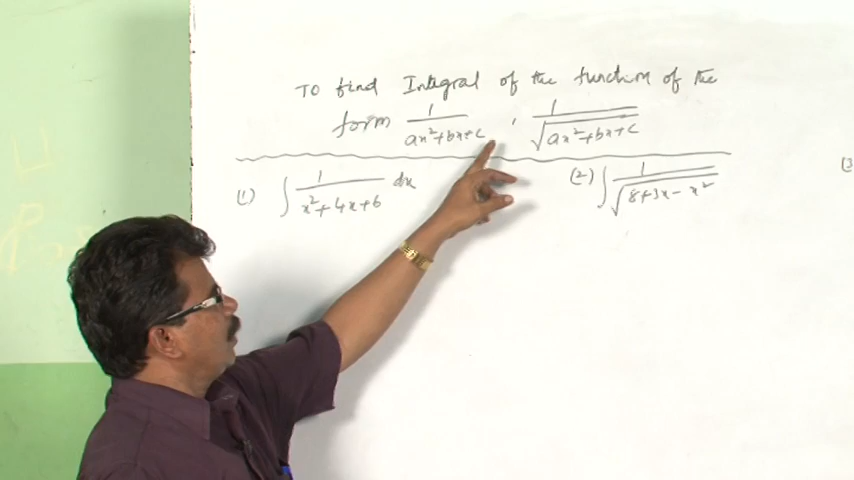 To find Integral of the function of the
form 1/(ax²+bx+c) , 1/√(ax²+bx+c)
(1) ∫ 1/(x²+4x+6) dx
(2) ∫ 1/√(8+3x-x²)
(3